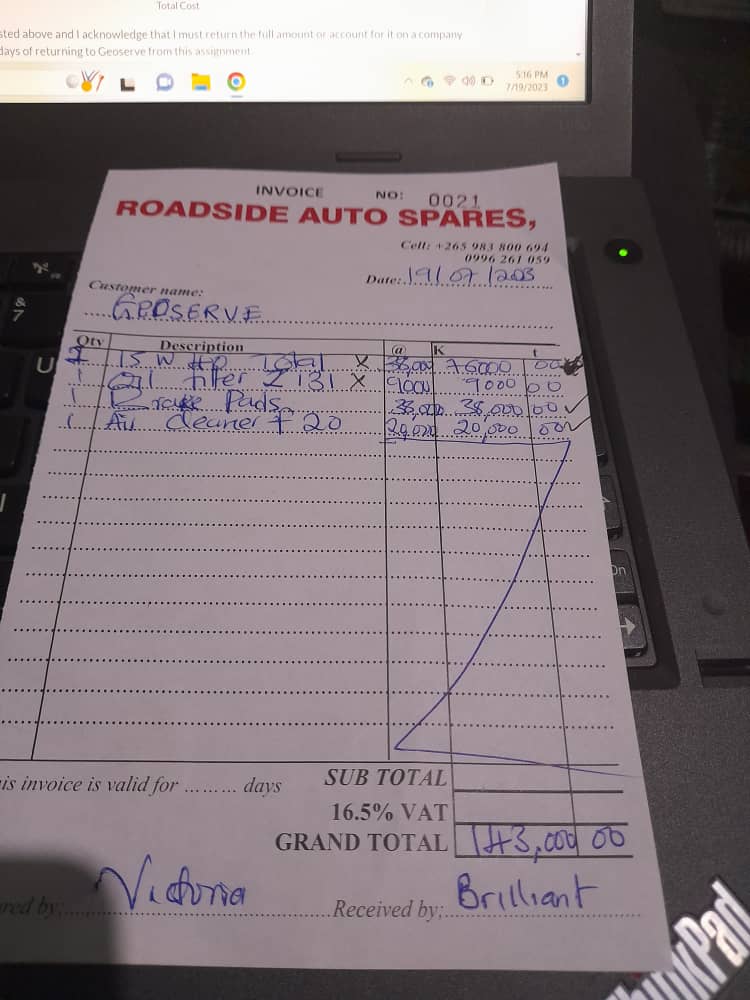 Total Cost
sted above and I acknowledge that I must return the full amount or account for it on a company
days of returning to Geoserve from this assignment
5:16 PM
7/19/2023
INVOICE NO: 0021
ROADSIDE AUTO SPARES,
Cell: +265 983 800 694
0996 261 059
Date: 19/07/203
Customer name:
GEOSERVE
Qty Description @ K t
2 15W 40 Total X 38,000 76000 00
1 Oil filter Z 131 X 9000 9000 00
1 Brake Pads 38,000 38,000 00 ✓
1 Air cleaner F 20 20,000 20,000 00 ✓
is invoice is valid for ........ days SUB TOTAL
16.5% VAT
GRAND TOTAL 143,000 00
red by: Victoria Received by: Brilliant
ThinkPad
&
7
U